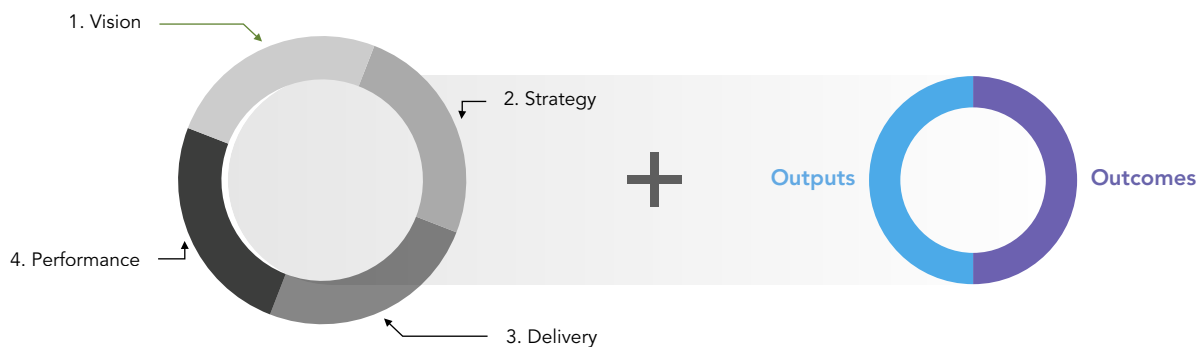 1. Vision
2. Strategy
Outputs
Outcomes
4. Performance
3. Delivery